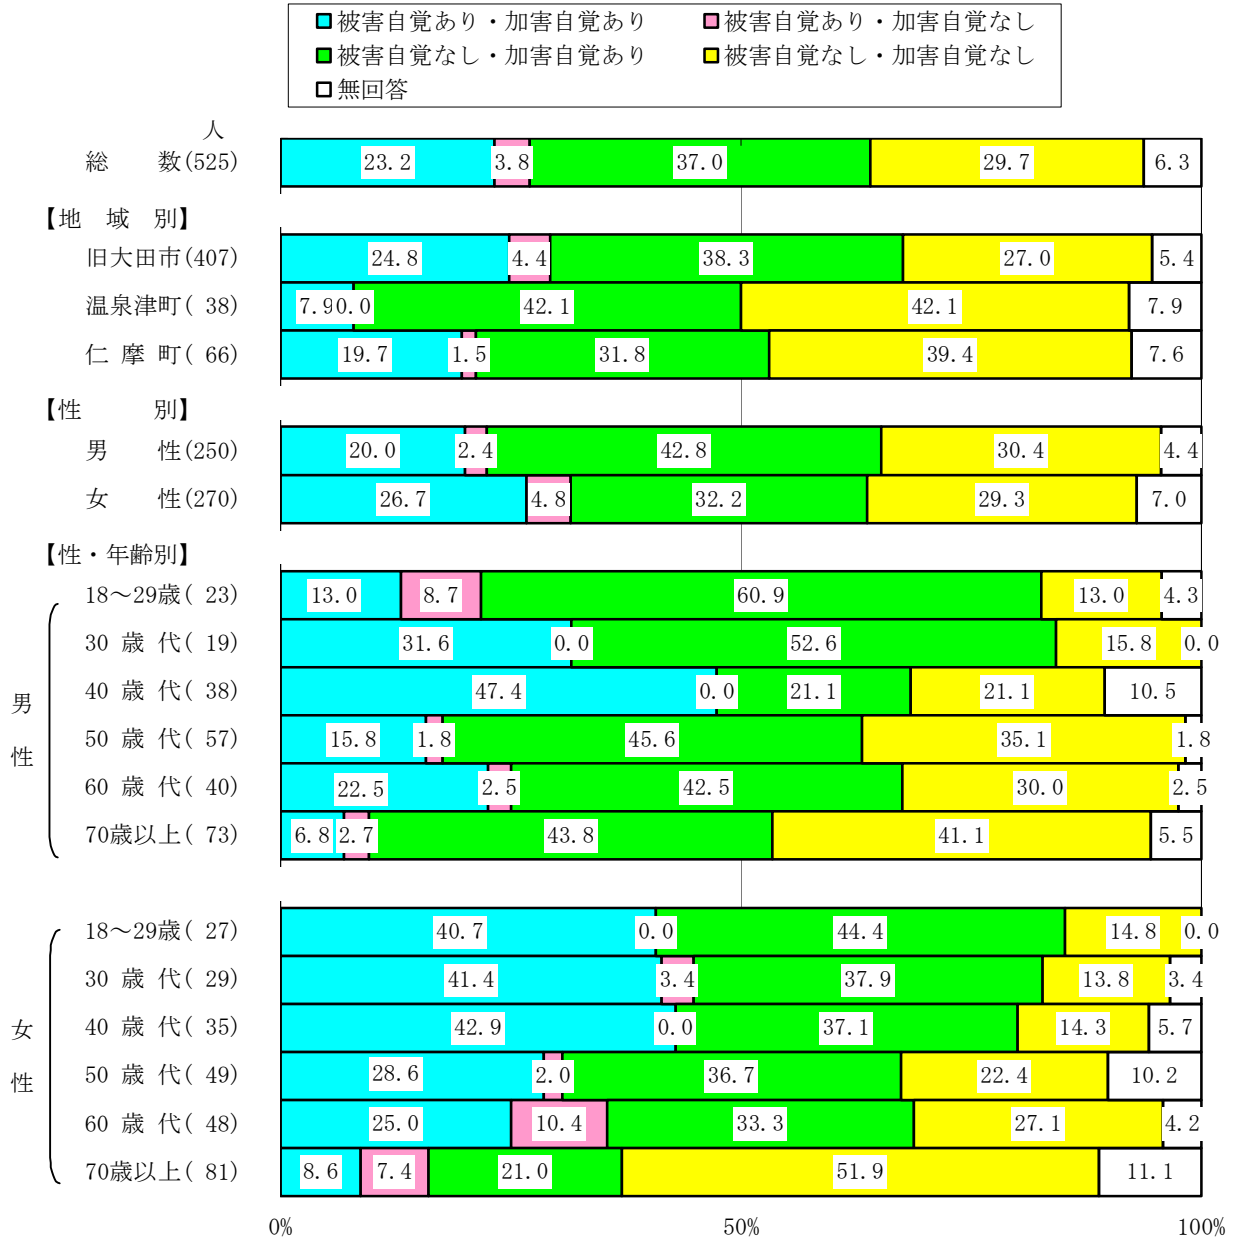 被害自覚あり・加害自覚あり 被害自覚あり・加害自覚なし
被害自覚なし・加害自覚あり 被害自覚なし・加害自覚なし
無回答
人
総　　数(525) 23.2 3.8 37.0 29.7 6.3
【地　域　別】
旧大田市(407) 24.8 4.4 38.3 27.0 5.4
温泉津町( 38) 7.9 0.0 42.1 42.1 7.9
仁 摩 町( 66) 19.7 1.5 31.8 39.4 7.6
【性　　　別】
男　　性(250) 20.0 2.4 42.8 30.4 4.4
女　　性(270) 26.7 4.8 32.2 29.3 7.0
【性・年齢別】
男性
18～29歳( 23) 13.0 8.7 60.9 13.0 4.3
30 歳 代( 19) 31.6 0.0 52.6 15.8 0.0
40 歳 代( 38) 47.4 0.0 21.1 21.1 10.5
50 歳 代( 57) 15.8 1.8 45.6 35.1 1.8
60 歳 代( 40) 22.5 2.5 42.5 30.0 2.5
70歳以上( 73) 6.8 2.7 43.8 41.1 5.5
女性
18～29歳( 27) 40.7 0.0 44.4 14.8 0.0
30 歳 代( 29) 41.4 3.4 37.9 13.8 3.4
40 歳 代( 35) 42.9 0.0 37.1 14.3 5.7
50 歳 代( 49) 28.6 2.0 36.7 22.4 10.2
60 歳 代( 48) 25.0 10.4 33.3 27.1 4.2
70歳以上( 81) 8.6 7.4 21.0 51.9 11.1
0% 50% 100%